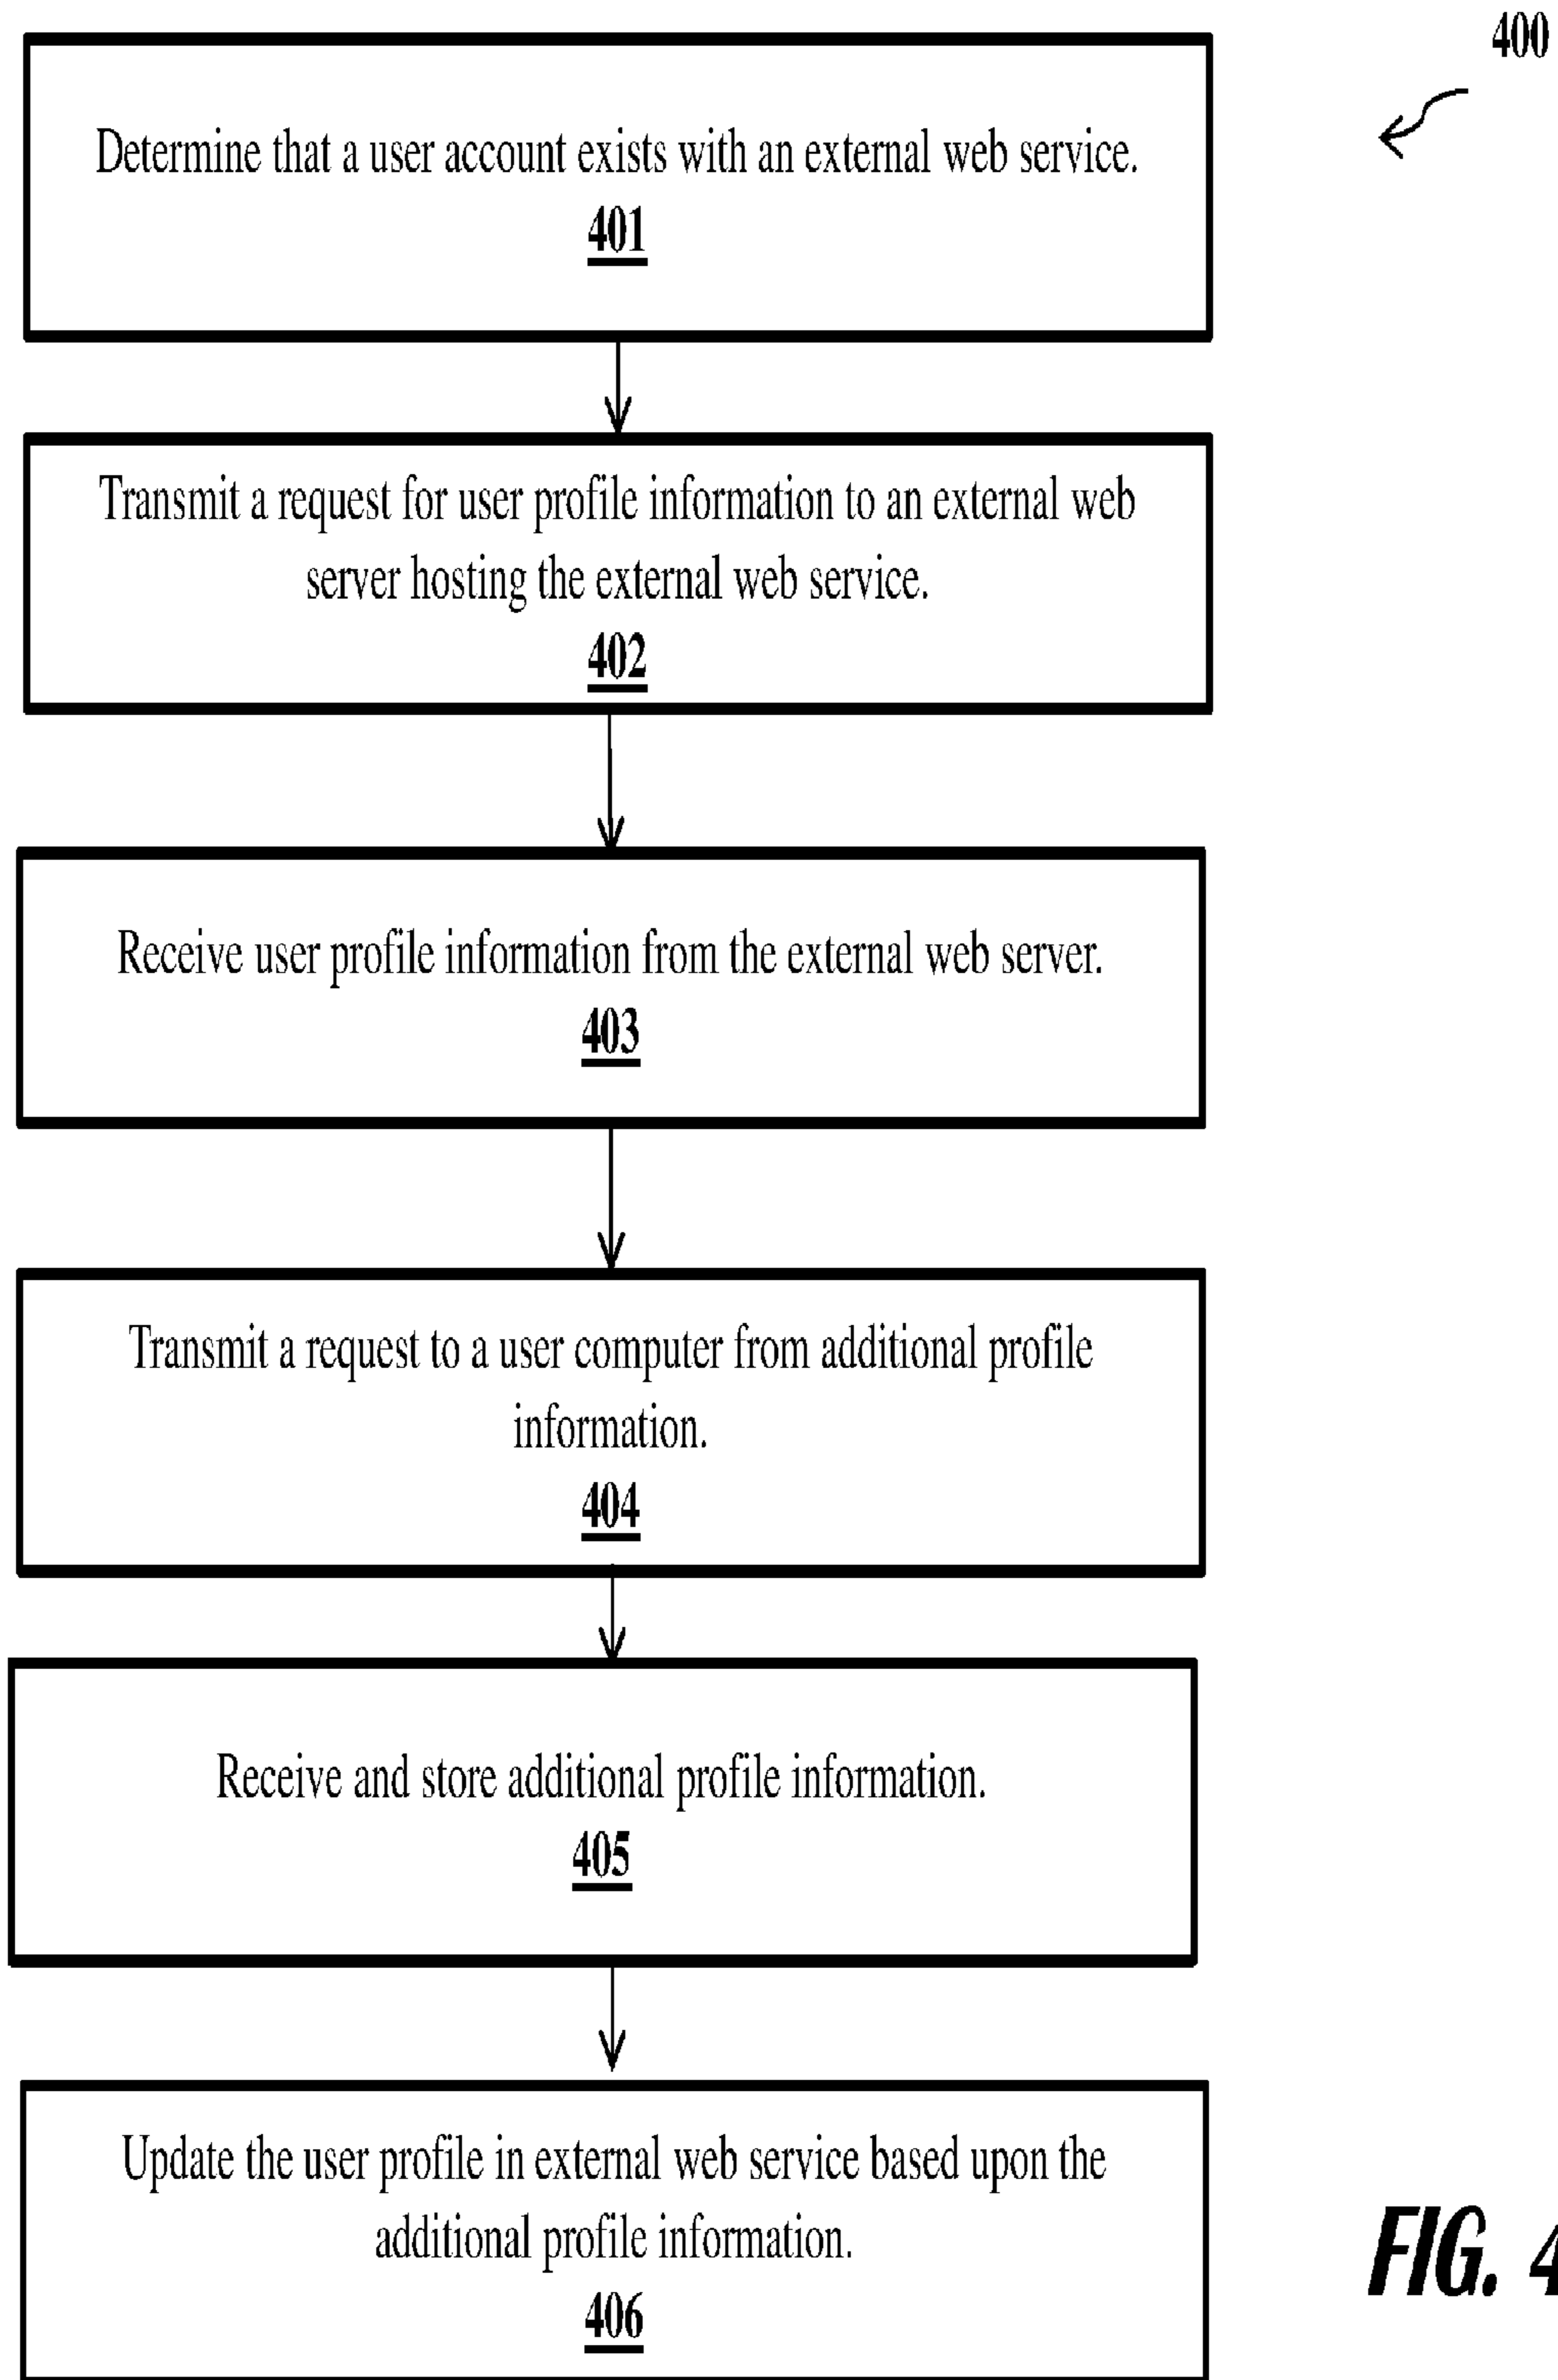 400
Determine that a user account exists with an external web service.
401
Transmit a request for user profile information to an external web
server hosting the external web service.
402
Receive user profile information from the external web server.
403
Transmit a request to a user computer from additional profile
information.
404
Receive and store additional profile information.
405
Update the user profile in external web service based upon the
additional profile information.
406
FIG. 4